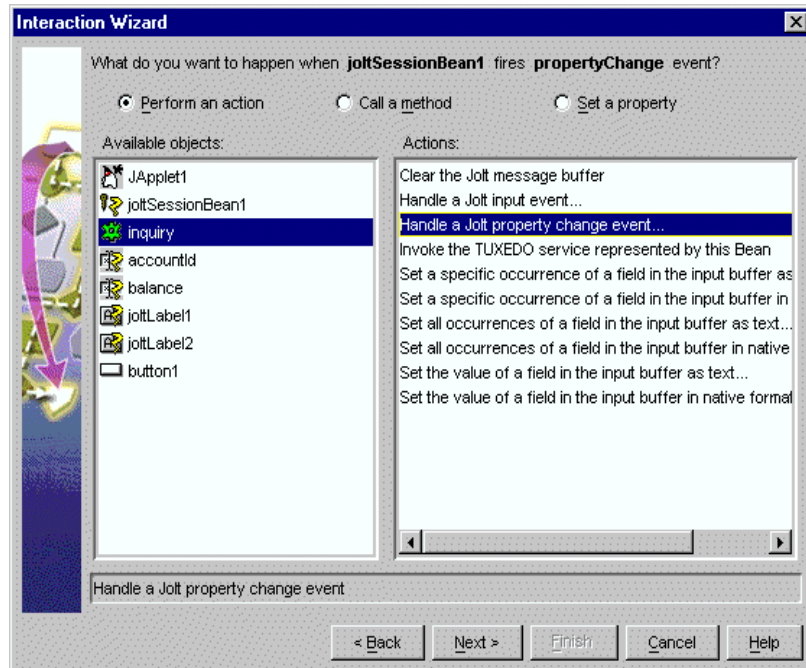 Interaction Wizard
What do you want to happen when joltSessionBean1 fires propertyChange event?
Perform an action
Call a method
Set a property
Available objects:
JApplet1
joltSessionBean1
inquiry
accountId
balance
joltLabel1
joltLabel2
button1
Actions:
Clear the Jolt message buffer
Handle a Jolt input event...
Handle a Jolt property change event...
Invoke the TUXEDO service represented by this Bean
Set a specific occurrence of a field in the input buffer as
Set a specific occurrence of a field in the input buffer in
Set all occurrences of a field in the input buffer as text...
Set all occurrences of a field in the input buffer in native
Set the value of a field in the input buffer as text...
Set the value of a field in the input buffer in native format
Handle a Jolt property change event
< Back
Next >
Finish
Cancel
Help